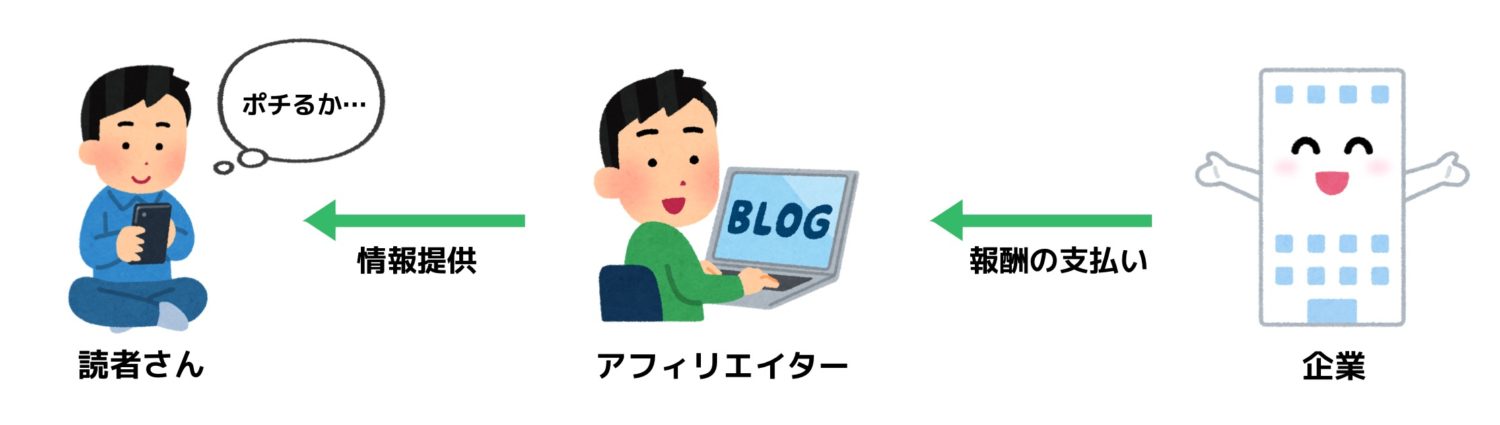 ポチるか…
BLOG
情報提供
報酬の支払い
読者さん
アフィリエイター
企業